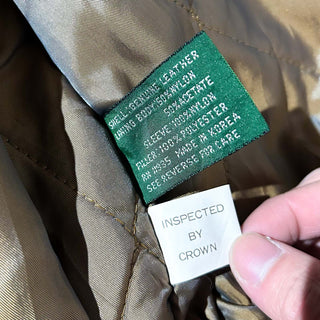 SHELL: GENUINE LEATHER
LINING BODY: 50% NYLON
50% ACETATE
SLEEVE 100% NYLON
FILLER: 100% POLYESTER
RN MADE IN KOREA
SEE REVERSE FOR CARE
INSPECTED
BY
CROWN